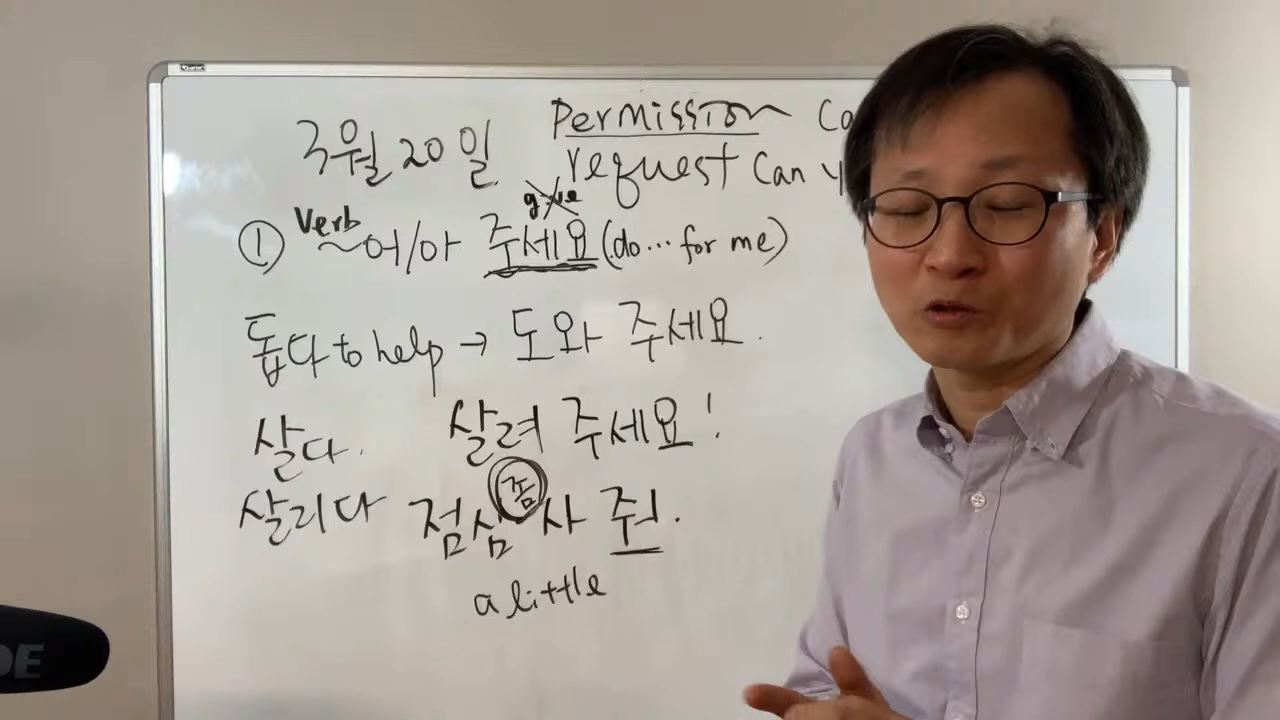 3월 20일
Permission Ca
request Can y
give
Verb
① ~어/아 주세요 (do... for me)
돕다 to help → 도와 주세요.
살다. 살려 주세요!
좀
살리다 점심 사 줘.
a little
DE